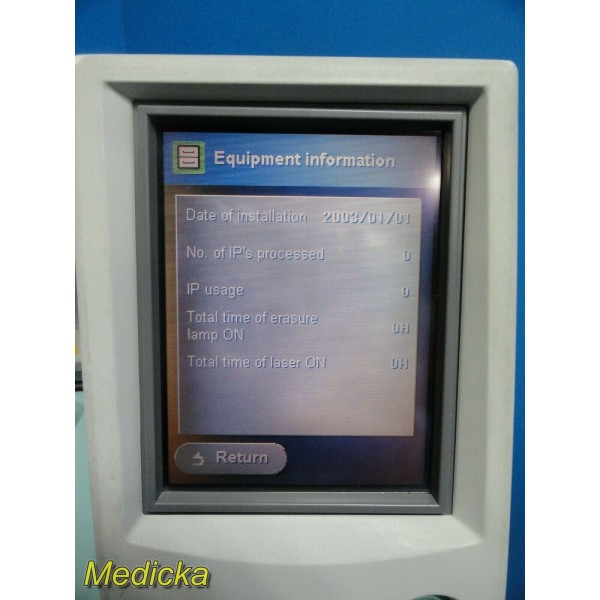 Equipment information
Date of installation 2003/01/01
No. of IP's processed 0
IP usage 0
Total time of erasure
lamp ON 0H
Total time of laser ON 0H
Return
Medicka